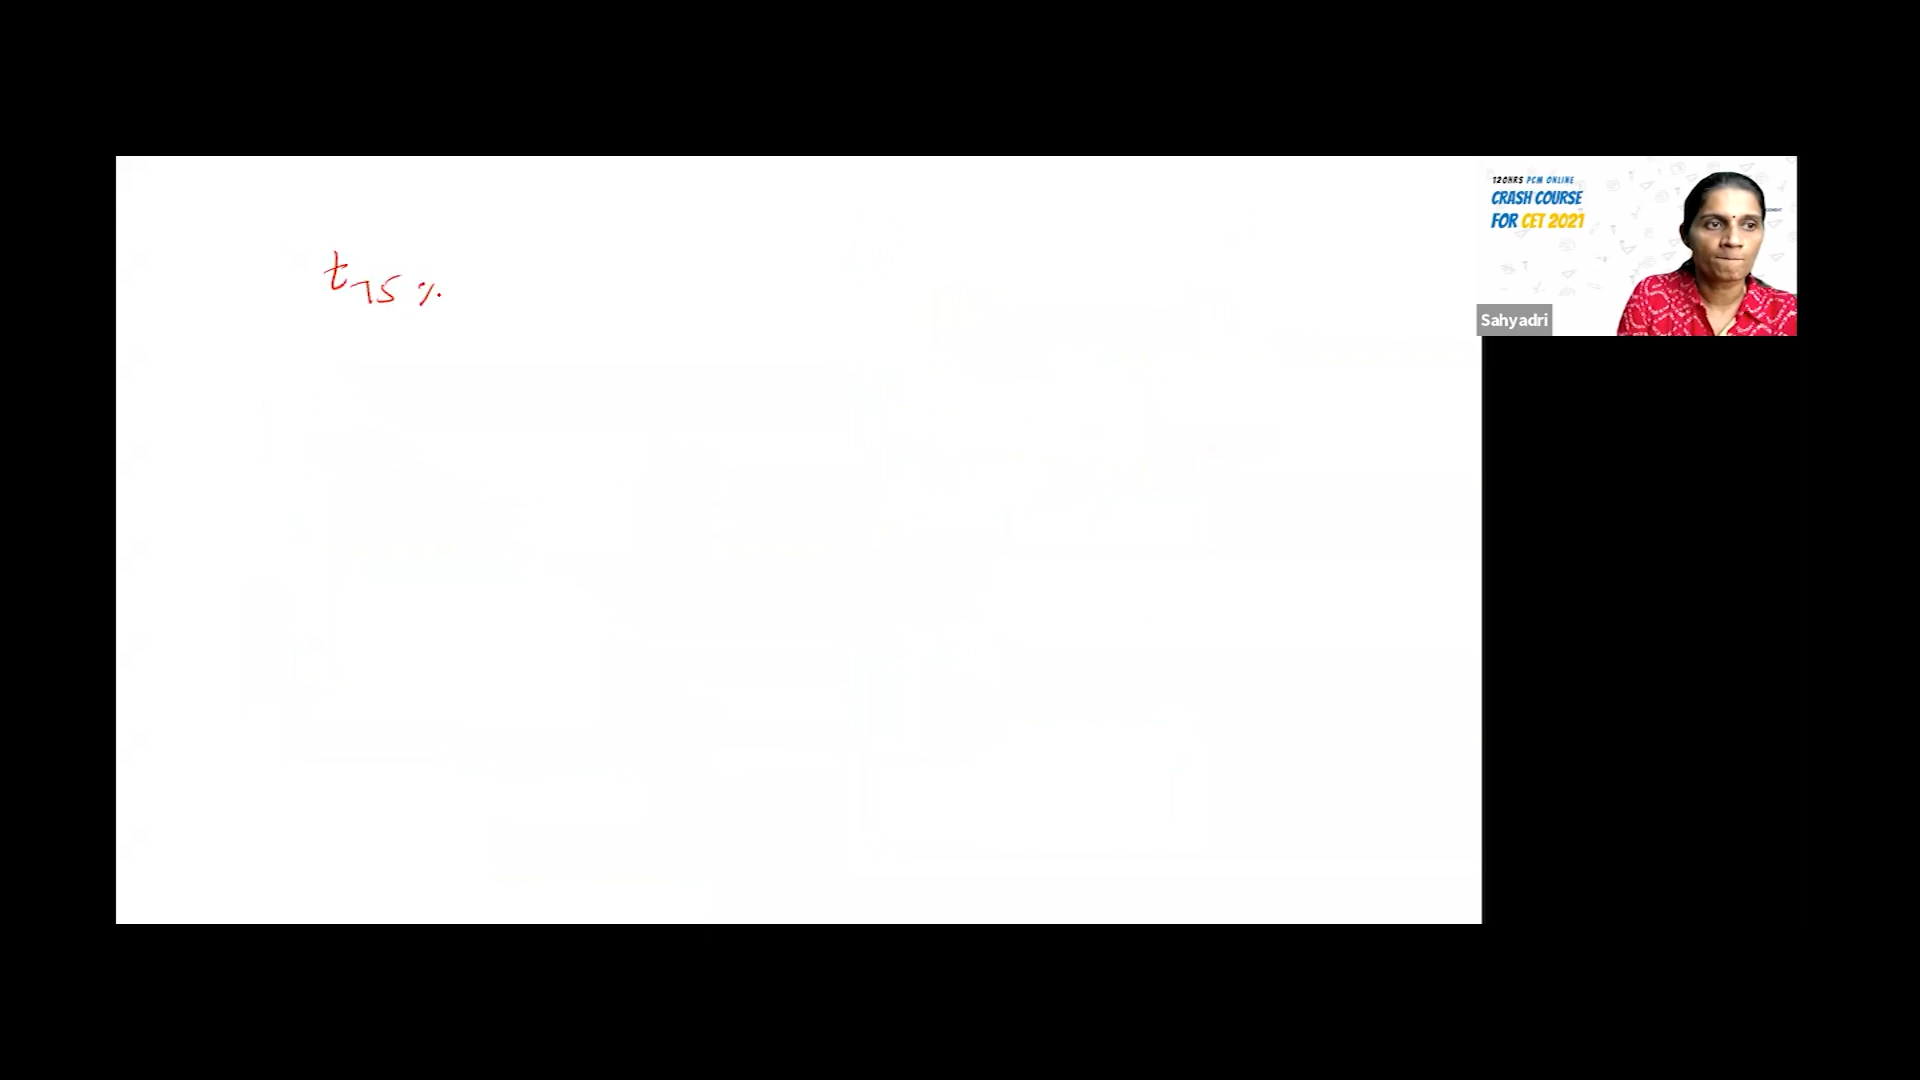 120HRS PCM ONLINE
CRASH COURSE
FOR CET 2021
t75 %
Sahyadri